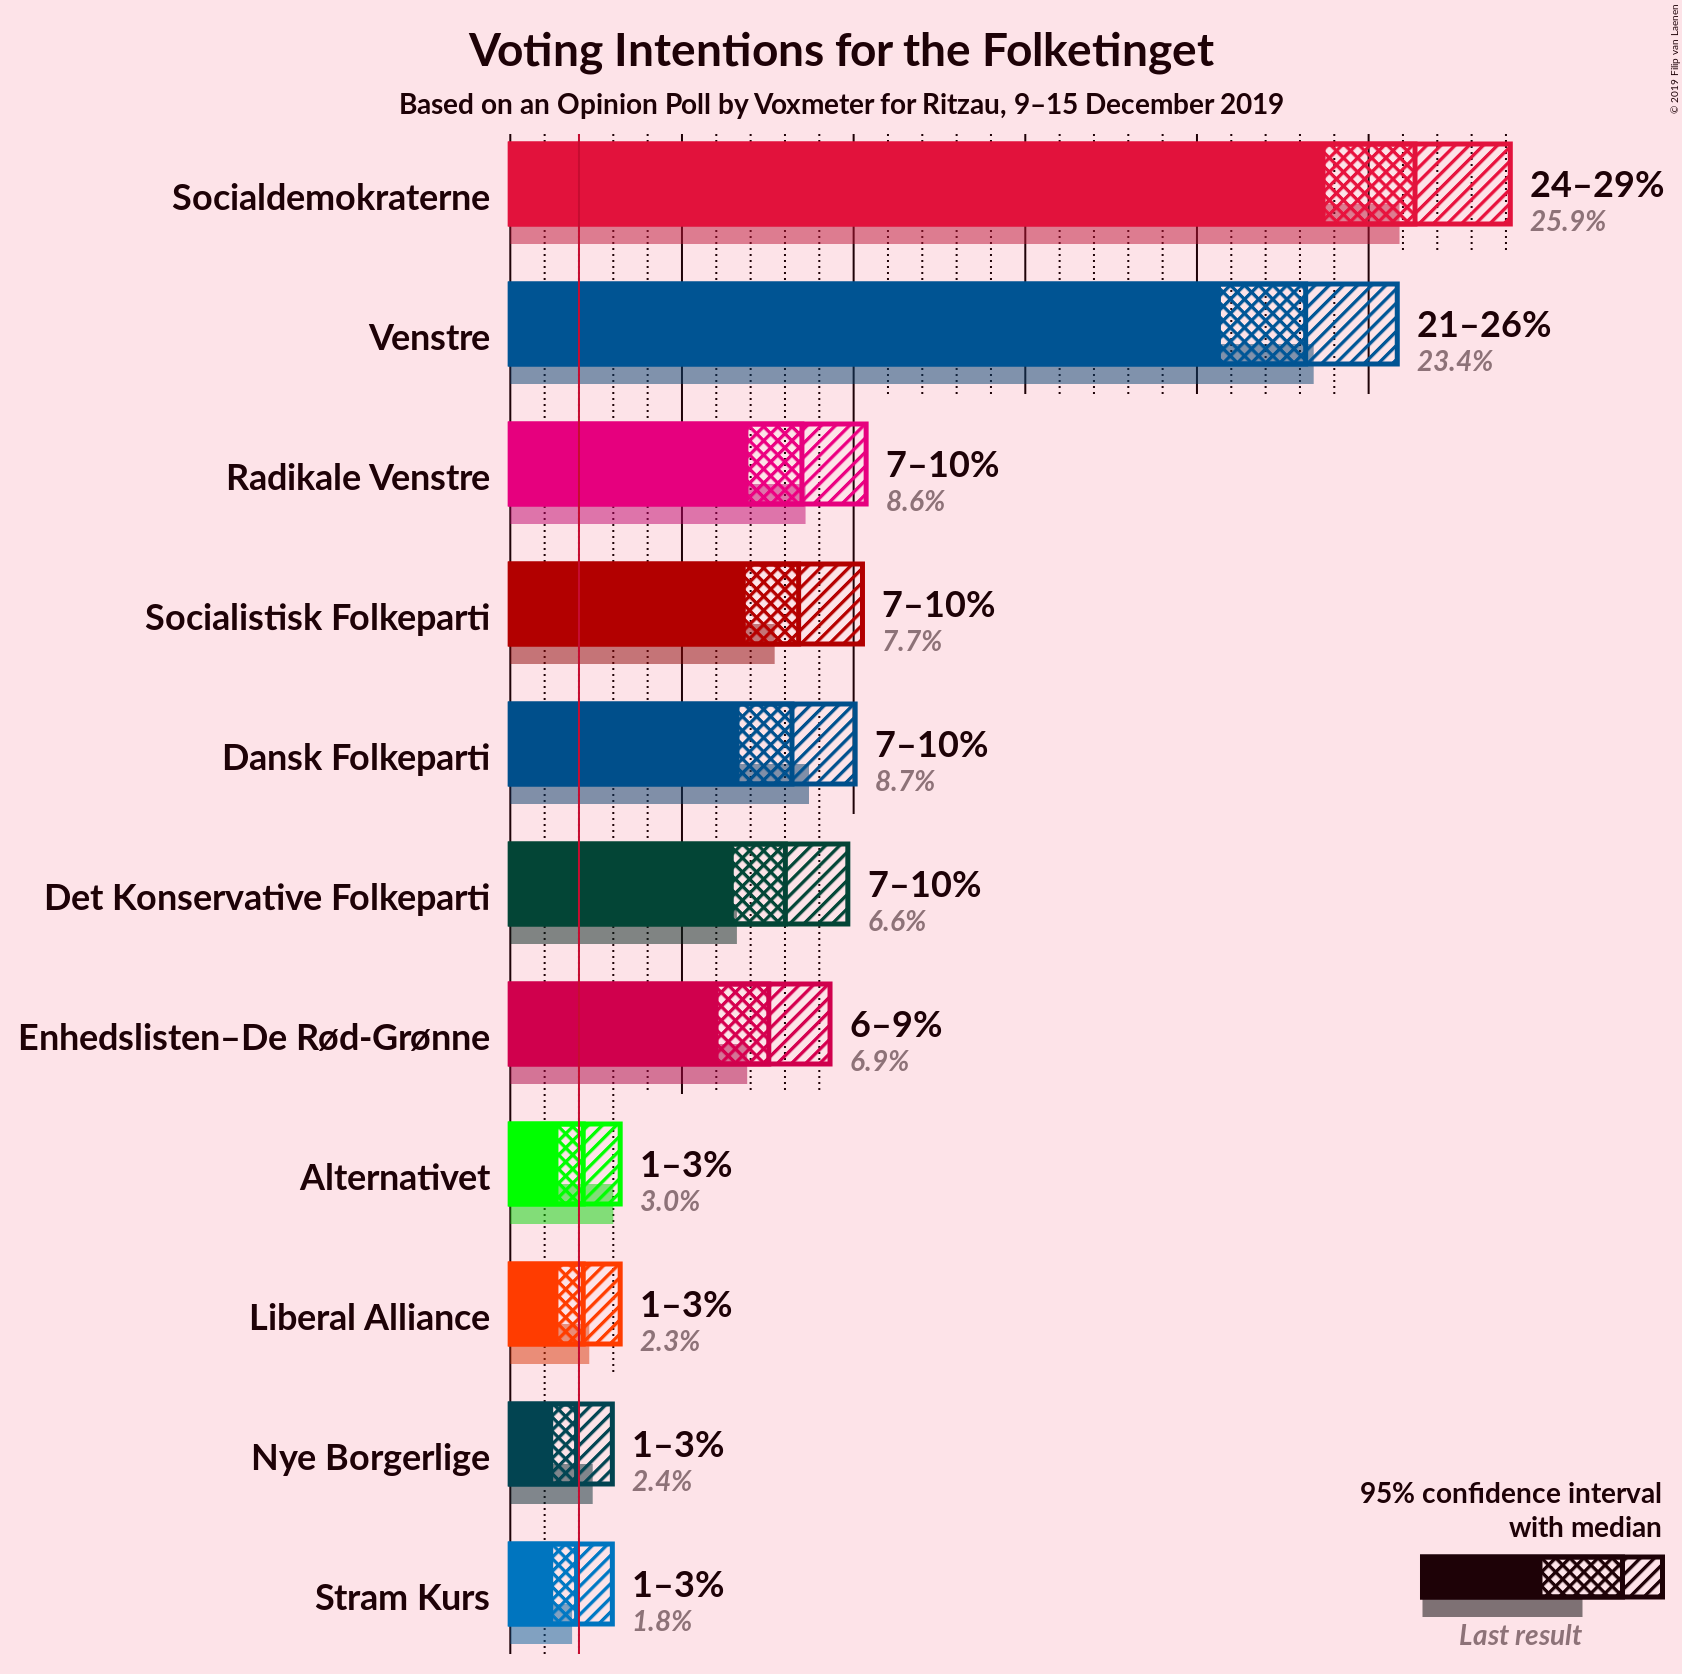 Voting Intentions for the Folketinget
Based on an Opinion Poll by Voxmeter for Ritzau, 9–15 December 2019
© 2019 Filip van Laenen
Socialdemokraterne
24–29%
25.9%
Venstre
21–26%
23.4%
Radikale Venstre
7–10%
8.6%
Socialistisk Folkeparti
7–10%
7.7%
Dansk Folkeparti
7–10%
8.7%
Det Konservative Folkeparti
7–10%
6.6%
Enhedslisten–De Rød-Grønne
6–9%
6.9%
Alternativet
1–3%
3.0%
Liberal Alliance
1–3%
2.3%
Nye Borgerlige
1–3%
2.4%
Stram Kurs
1–3%
1.8%
95% confidence interval
with median
Last result